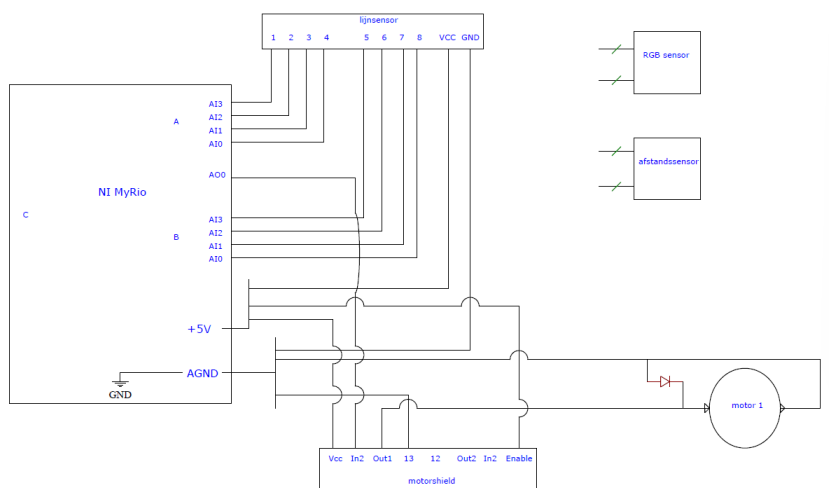 lijnsensor
1 2 3 4 5 6 7 8 VCC GND
RGB sensor
afstandssensor
NI MyRio
A
AI3
AI2
AI1
AI0
AO0
C
B
AI3
AI2
AI1
AI0
+5V
AGND
GND
motor 1
Vcc In2 Out1 13 12 Out2 In2 Enable
motorshield